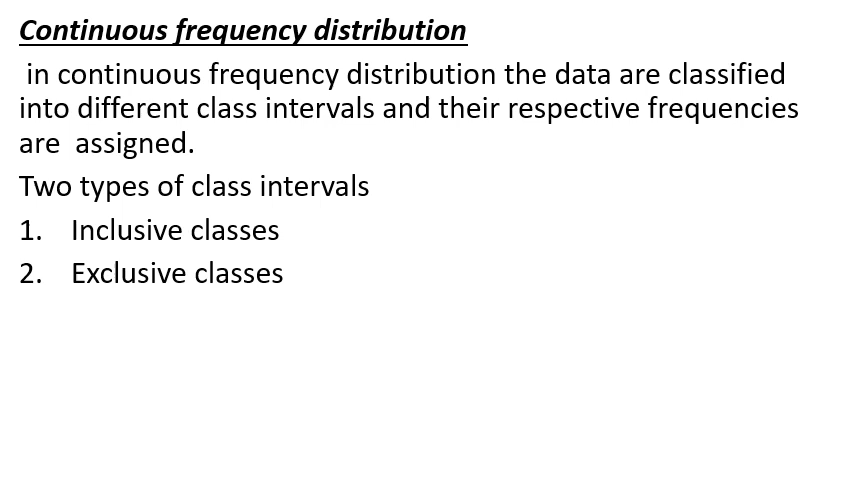 Continuous frequency distribution
in continuous frequency distribution the data are classified
into different class intervals and their respective frequencies
are  assigned.
Two types of class intervals
1. Inclusive classes
2. Exclusive classes